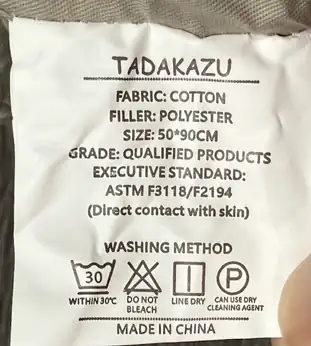 TADAKAZU
FABRIC: COTTON
FILLER: POLYESTER
SIZE: 50*90CM
GRADE: QUALIFIED PRODUCTS
EXECUTIVE STANDARD:
ASTM F3118/F2194
(Direct contact with skin)
WASHING METHOD
30 P
WITHIN 30℃ DO NOT BLEACH LINE DRY CAN USE DRY CLEANING AGENT
MADE IN CHINA